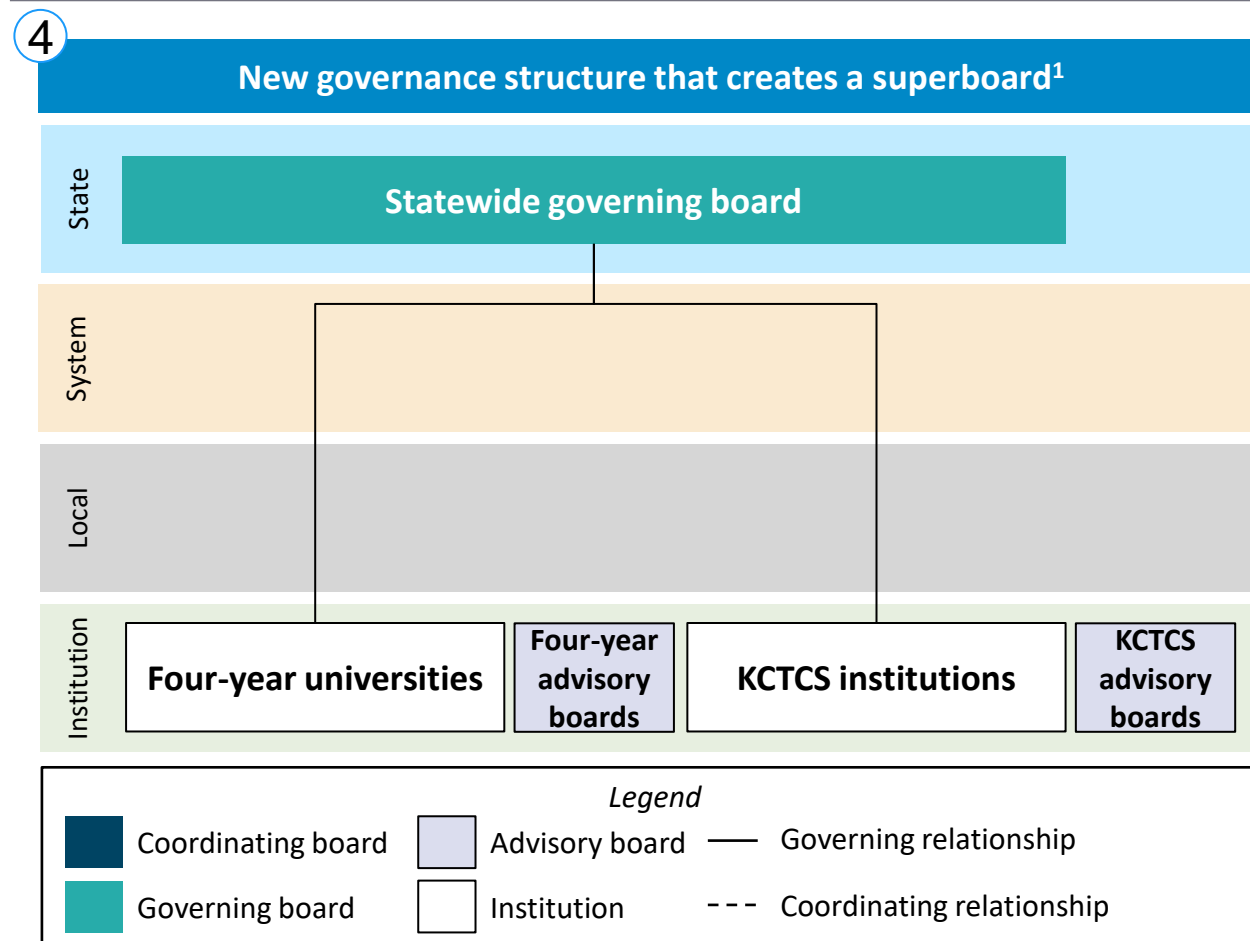 4
New governance structure that creates a superboard¹
State
Statewide governing board
System
Local
Institution
Four-year universities
Four-year
advisory
boards
KCTCS institutions
KCTCS
advisory
boards
Legend
Coordinating board
Advisory board
Governing relationship
Governing board
Institution
Coordinating relationship